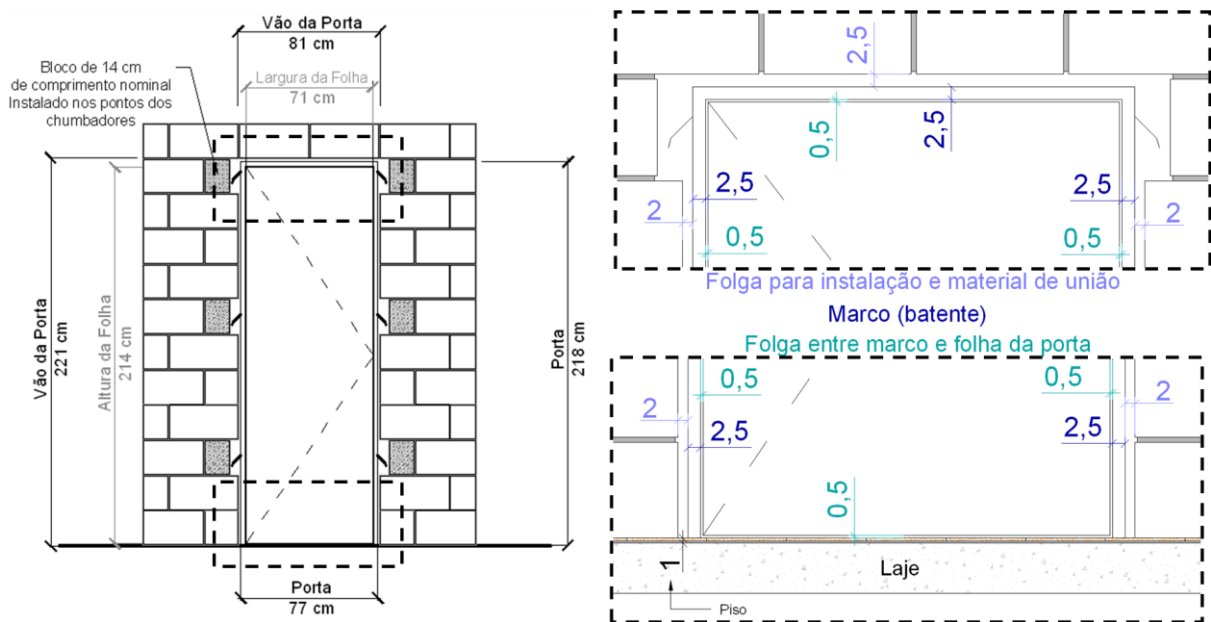 Vão da Porta
81 cm
Bloco de 14 cm
de comprimento nominal
Instalado nos pontos dos
chumbadores
Largura da Folha
71 cm
Vão da Porta
221 cm
Altura da Folha
214 cm
Porta
218 cm
Porta
77 cm
2,5
0,5
2,5
2,5
2,5
2
2
0,5
0,5
Folga para instalação e material de união
Marco (batente)
Folga entre marco e folha da porta
0,5
0,5
2
2
2,5
2,5
0,5
1
Laje
Piso